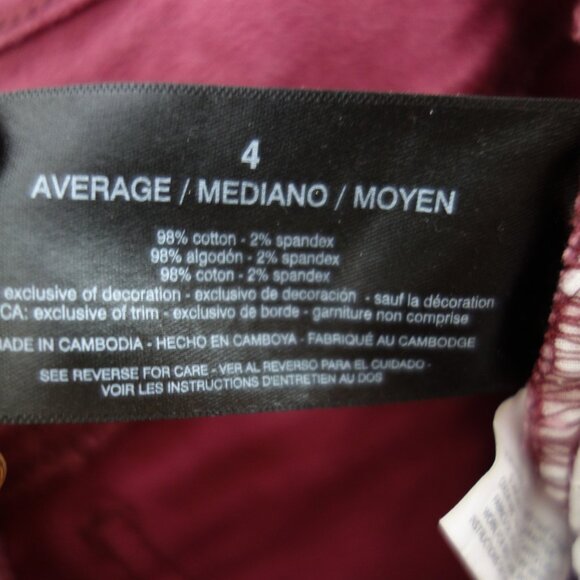 4
AVERAGE / MEDIANO / MOYEN
98% cotton - 2% spandex
98% algodón - 2% spandex
98% coton - 2% spandex
exclusive of decoration - exclusivo de decoración - sauf la décoration
CA: exclusive of trim - exclusivo de borde - garniture non comprise
MADE IN CAMBODIA - HECHO EN CAMBOYA - FABRIQUÉ AU CAMBODGE
SEE REVERSE FOR CARE - VER AL REVERSO PARA EL CUIDADO -
VOIR LES INSTRUCTIONS D'ENTRETIEN AU DOS